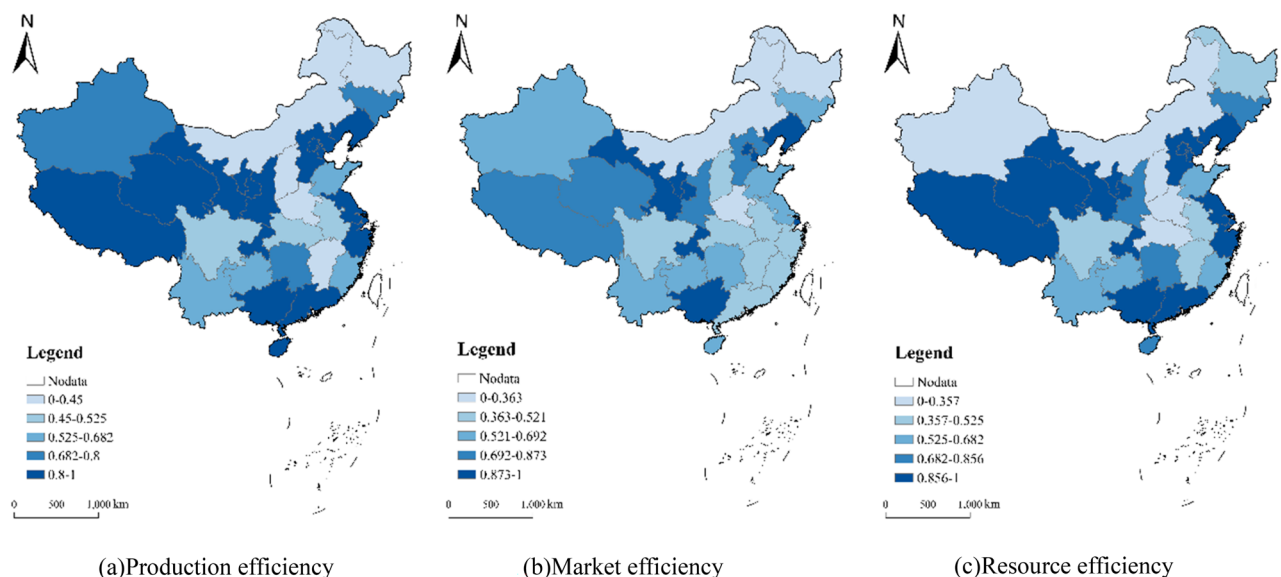 N
Legend
Nodata
0-0.45
0.45-0.525
0.525-0.682
0.682-0.8
0.8-1
0 500 1,000 km
(a)Production efficiency
N
Legend
Nodata
0-0.363
0.363-0.521
0.521-0.692
0.692-0.873
0.873-1
0 500 1,000 km
(b)Market efficiency
N
Legend
Nodata
0-0.357
0.357-0.525
0.525-0.682
0.682-0.856
0.856-1
0 500 1,000 km
(c)Resource efficiency